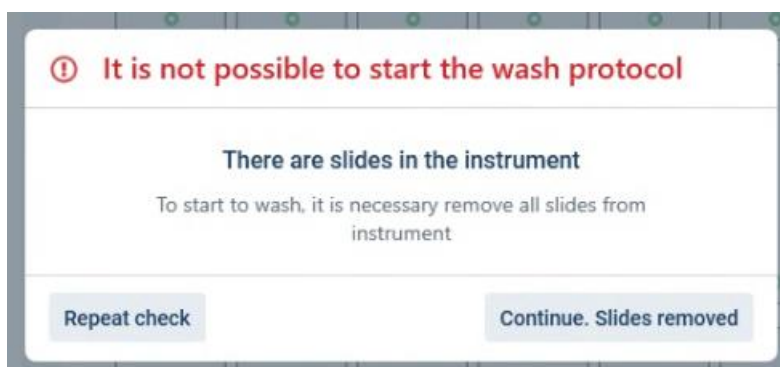 It is not possible to start the wash protocol
There are slides in the instrument
To start to wash, it is necessary remove all slides from
instrument
Repeat check
Continue. Slides removed